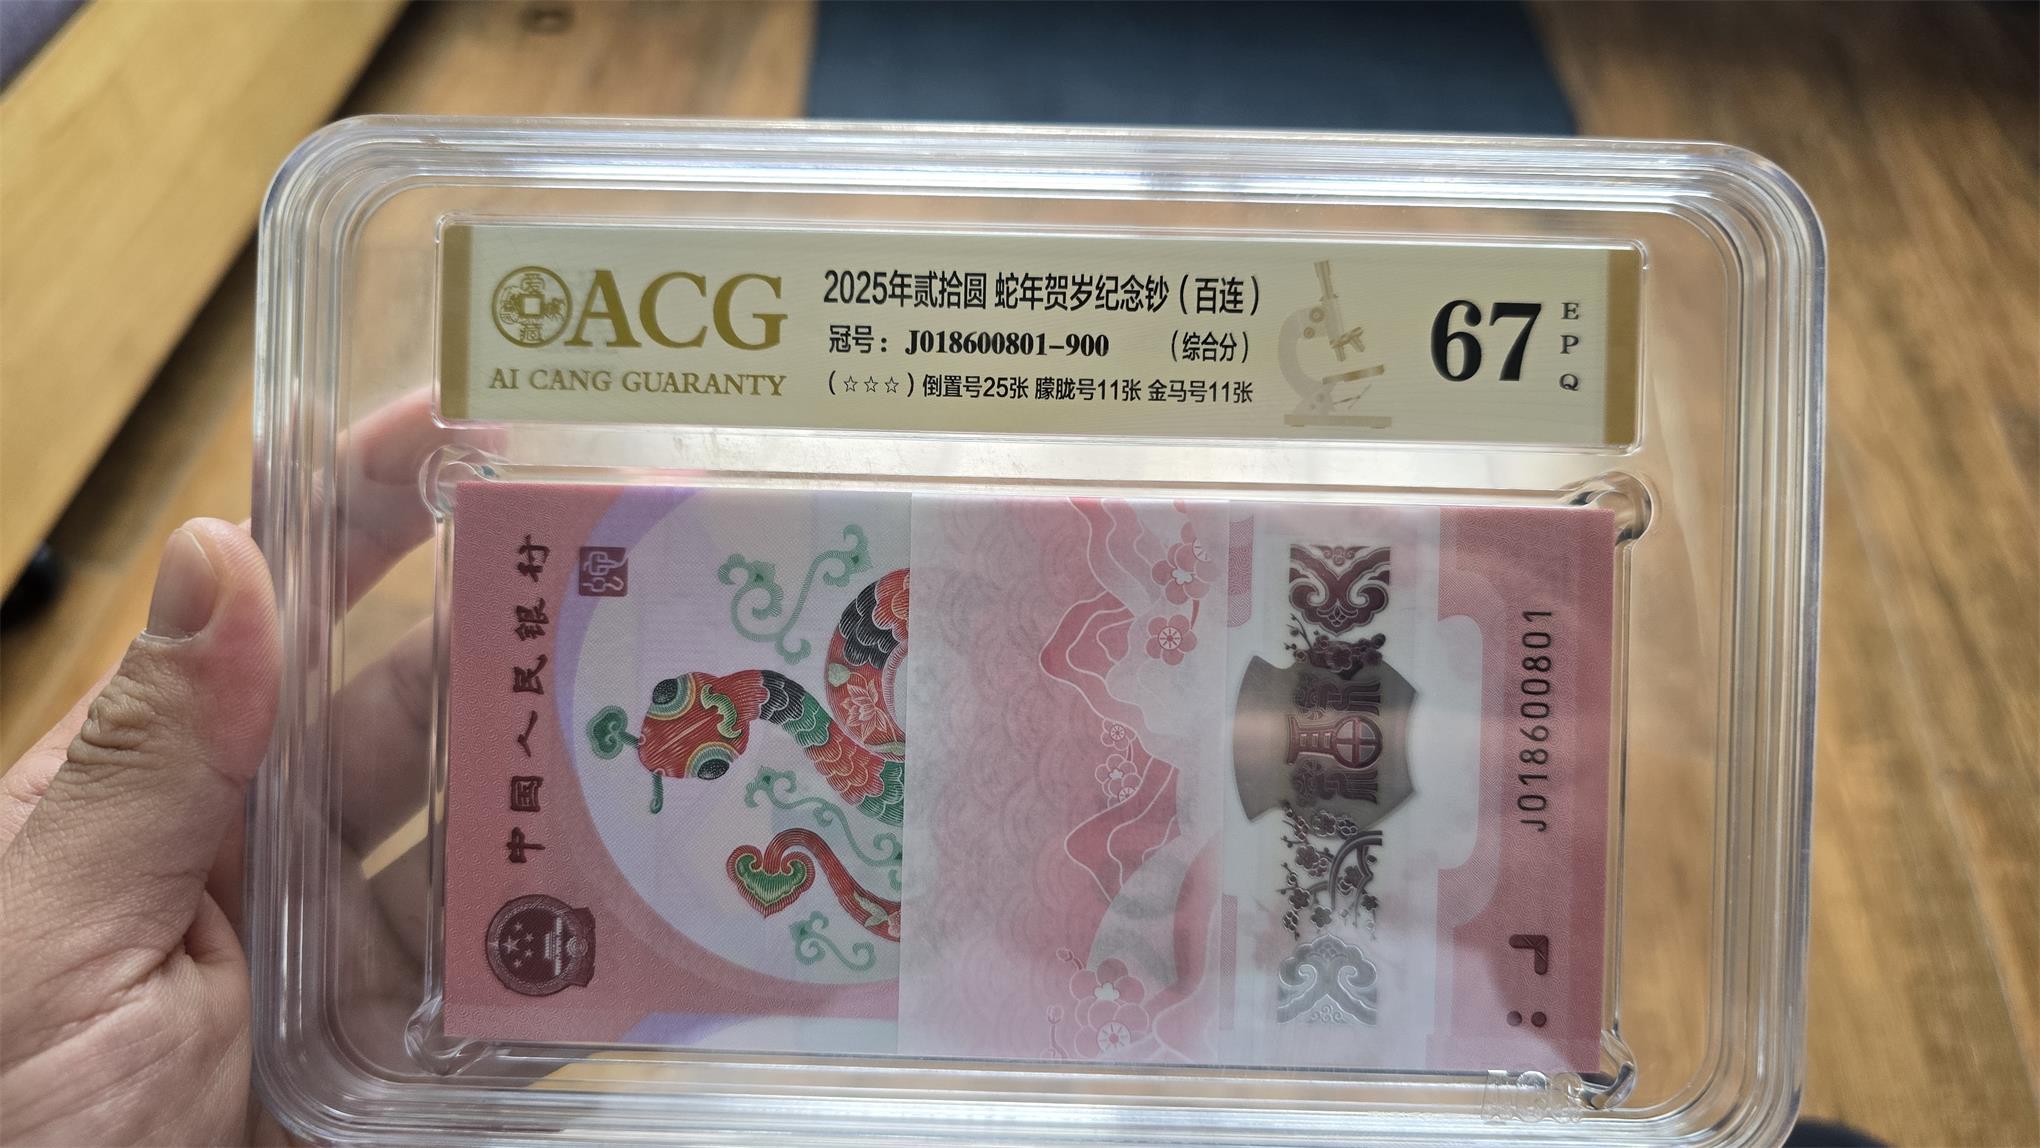 ACG
AI CANG GUARANTY
2025年贰拾圆 蛇年贺岁纪念钞（百连）
冠号：J018600801-900 （综合分）
（☆☆☆）倒置号25张 朦胧号11张 金马号11张
67
EPQ
中国人民银行
J018600801